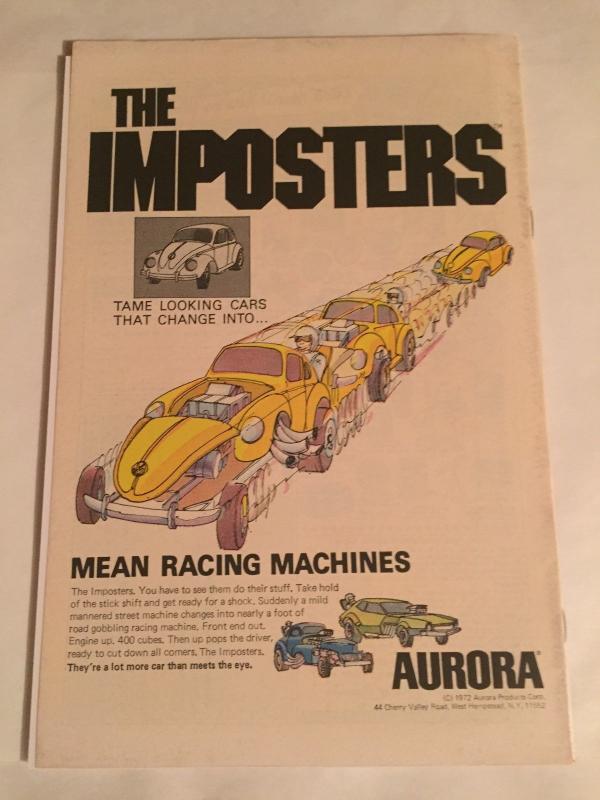 THE
IMPOSTERS™
TAME LOOKING CARS
THAT CHANGE INTO...
MEAN RACING MACHINES
The Imposters. You have to see them do their stuff. Take hold
of the stick shift and get ready for a shock. Suddenly a mild
mannered street machine changes into nearly a foot of
road gobbling racing machine. Front end out.
Engine up. 400 cubes. Then up pops the driver,
ready to cut down all comers. The Imposters.
They're a lot more car than meets the eye.
AURORA®
(C) 1972 Aurora Products Corp.
44 Cherry Valley Road, West Hempstead, N.Y. 11552